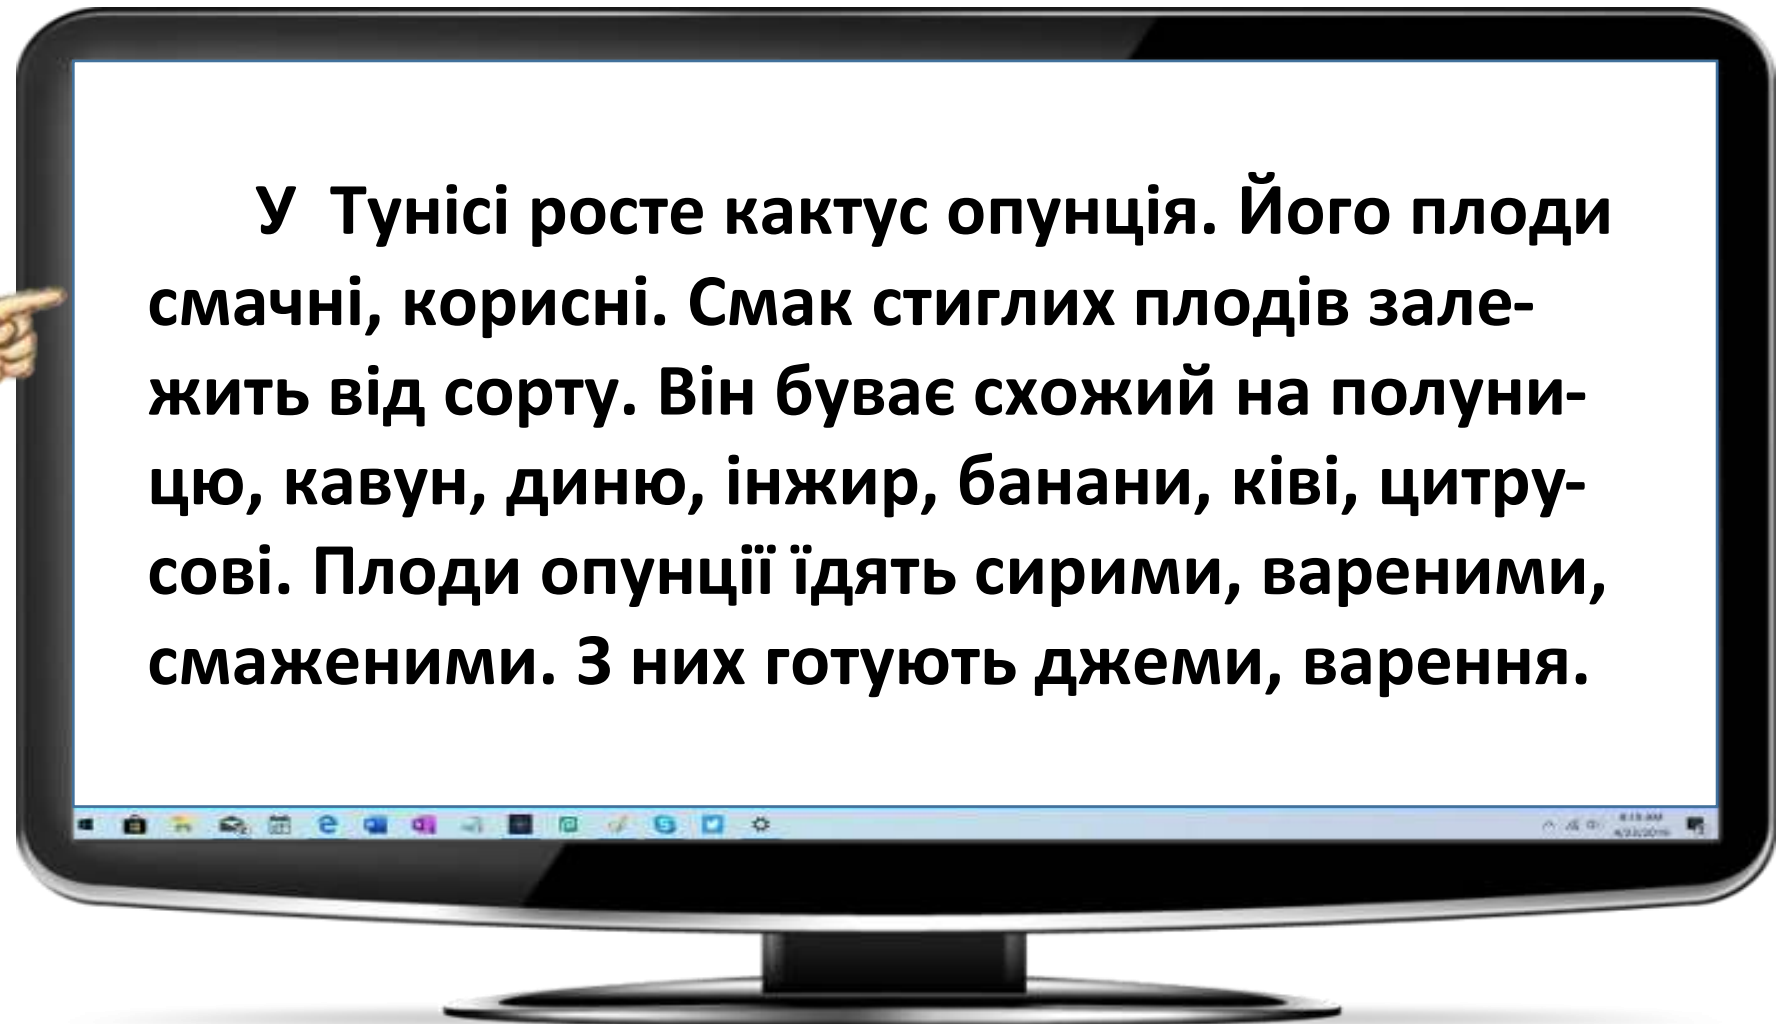 У Тунісі росте кактус опунція. Його плоди
смачні, корисні. Смак стиглих плодів зале-
жить від сорту. Він буває схожий на полуни-
цю, кавун, диню, інжир, банани, ківі, цитру-
сові. Плоди опунції їдять сирими, вареними,
смаженими. З них готують джеми, варення.